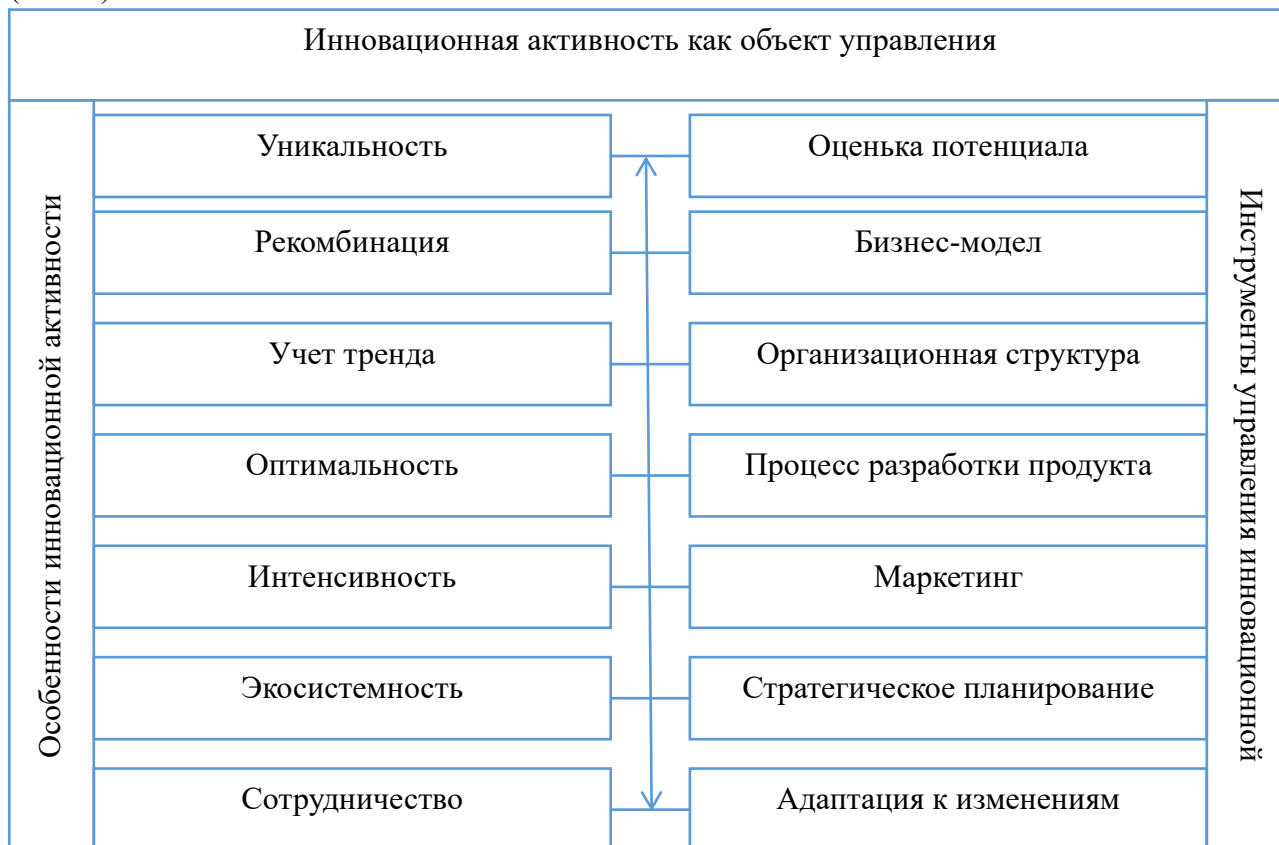 Инновационная активность как объект управления
Особенности инновационной активности
Уникальность
Оценька потенциала
Рекомбинация
Бизнес-модел
Учет тренда
Организационная структура
Оптимальность
Процесс разработки продукта
Интенсивность
Маркетинг
Экосистемность
Стратегическое планирование
Сотрудничество
Адаптация к изменениям
Инструменты управления инновационной